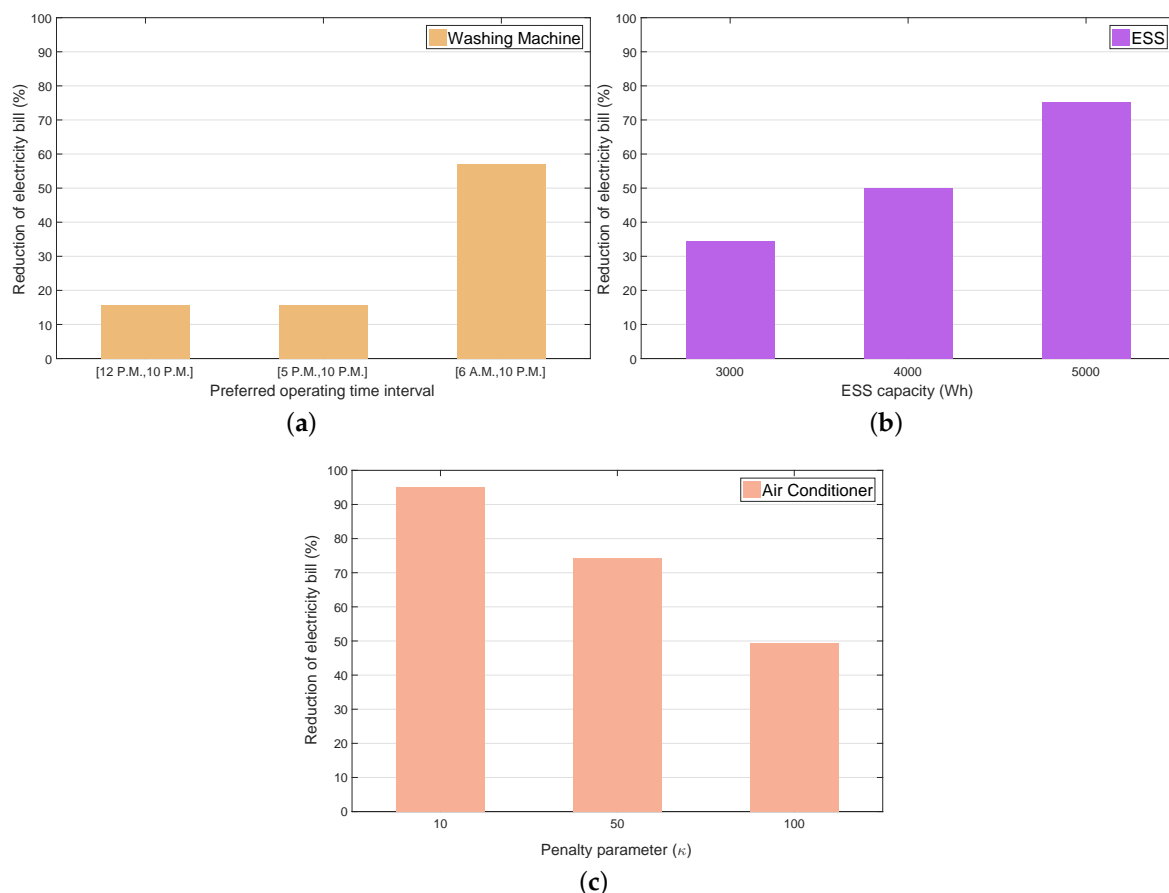 Reduction of electricity bill (%)
100
90
80
70
60
50
40
30
20
10
0
Washing Machine
[12 P.M.,10 P.M.]
[5 P.M.,10 P.M.]
[6 A.M.,10 P.M.]
Preferred operating time interval
(a)
Reduction of electricity bill (%)
100
90
80
70
60
50
40
30
20
10
0
ESS
3000
4000
5000
ESS capacity (Wh)
(b)
Reduction of electricity bill (%)
100
90
80
70
60
50
40
30
20
10
0
Air Conditioner
10
50
100
Penalty parameter (κ)
(c)